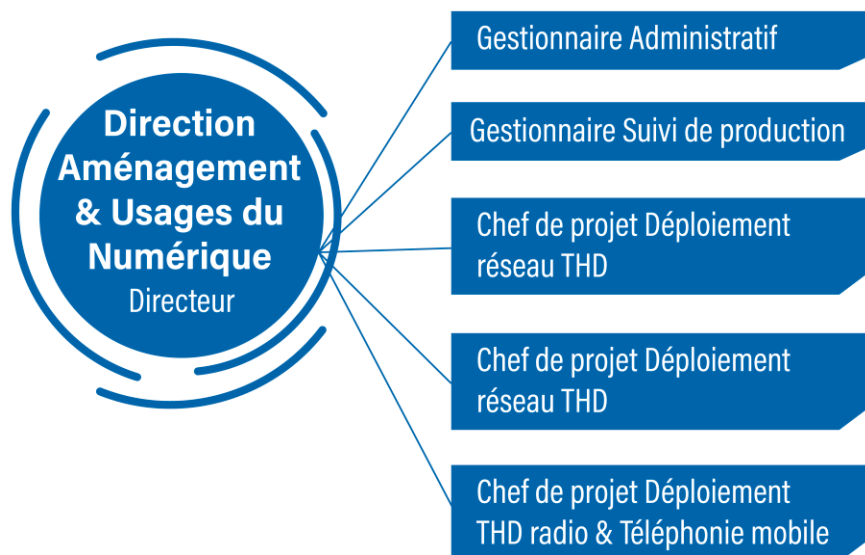 Direction
Aménagement
& Usages du
Numérique
Directeur
Gestionnaire Administratif
Gestionnaire Suivi de production
Chef de projet Déploiement
réseau THD
Chef de projet Déploiement
réseau THD
Chef de projet Déploiement
THD radio & Téléphonie mobile